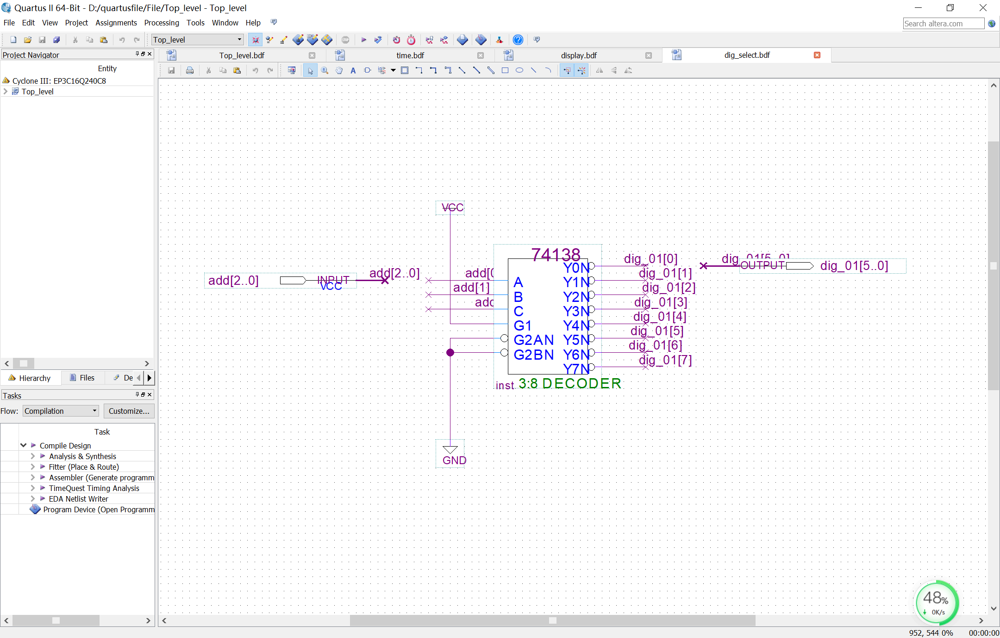 Quartus II 64-Bit - D:/quartusfile/File/Top_level - Top_level
File Edit View Project Assignments Processing Tools Window Help
Search altera.com
Top_level
STOP
Project Navigator
Top_level.bdf
time.bdf
display.bdf
dig_select.bdf
Entity
Cyclone III: EP3C16Q240C8
Top_level
VCC
74138
add[2..0]
INPUT
VCC
add[2..0]
add[0
add[1]
add
A
B
C
G1
G2AN
G2BN
Y0N
Y1N
Y2N
Y3N
Y4N
Y5N
Y6N
Y7N
dig_01[0]
dig_01[1]
dig_01[2]
dig_01[3]
dig_01[4]
dig_01[5]
dig_01[6]
dig_01[7]
dig_01[5..0]
OUTPUT
dig_01[5..0]
inst
3:8 DECODER
GND
Hierarchy
Files
De
Tasks
Flow:
Compilation
Customize...
Task
Compile Design
Analysis & Synthesis
Fitter (Place & Route)
Assembler (Generate programm
TimeQuest Timing Analysis
EDA Netlist Writer
Program Device (Open Programm
48%
0K/s
952, 544 0% 00:00:00